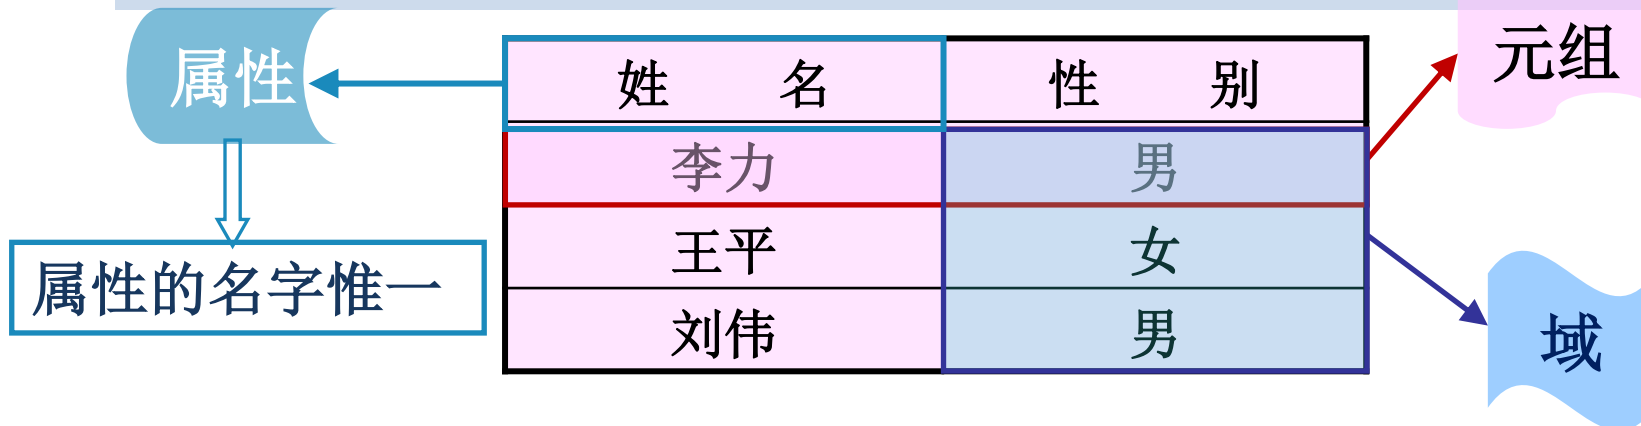 属性
元组
姓 名 性 别
李力 男
王平 女
属性的名字惟一
刘伟 男
域